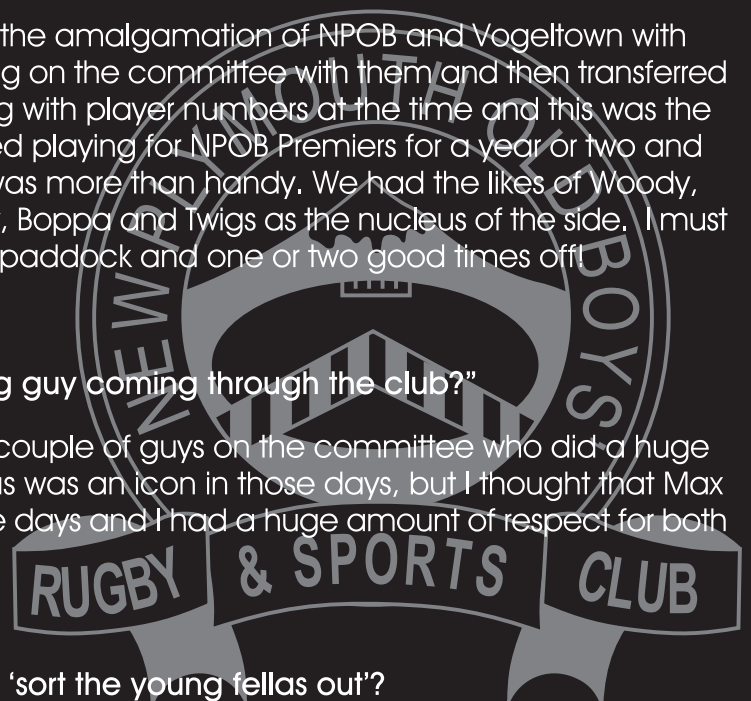 the amalgamation of NPOB and Vogeltown with
g on the committee with them and then transferred
g with player numbers at the time and this was the
ed playing for NPOB Premiers for a year or two and
was more than handy. We had the likes of Woody,
, Boppa and Twigs as the nucleus of the side. I must
paddock and one or two good times off!
g guy coming through the club?”
couple of guys on the committee who did a huge
us was an icon in those days, but I thought that Max
e days and I had a huge amount of respect for both
‘sort the young fellas out’?
NEW PLYMOUTH OLD BOYS
RUGBY & SPORTS CLUB